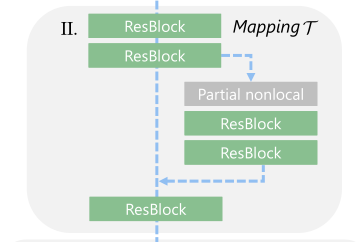 II. ResBlock Mapping 𝒯
ResBlock
Partial nonlocal
ResBlock
ResBlock
ResBlock